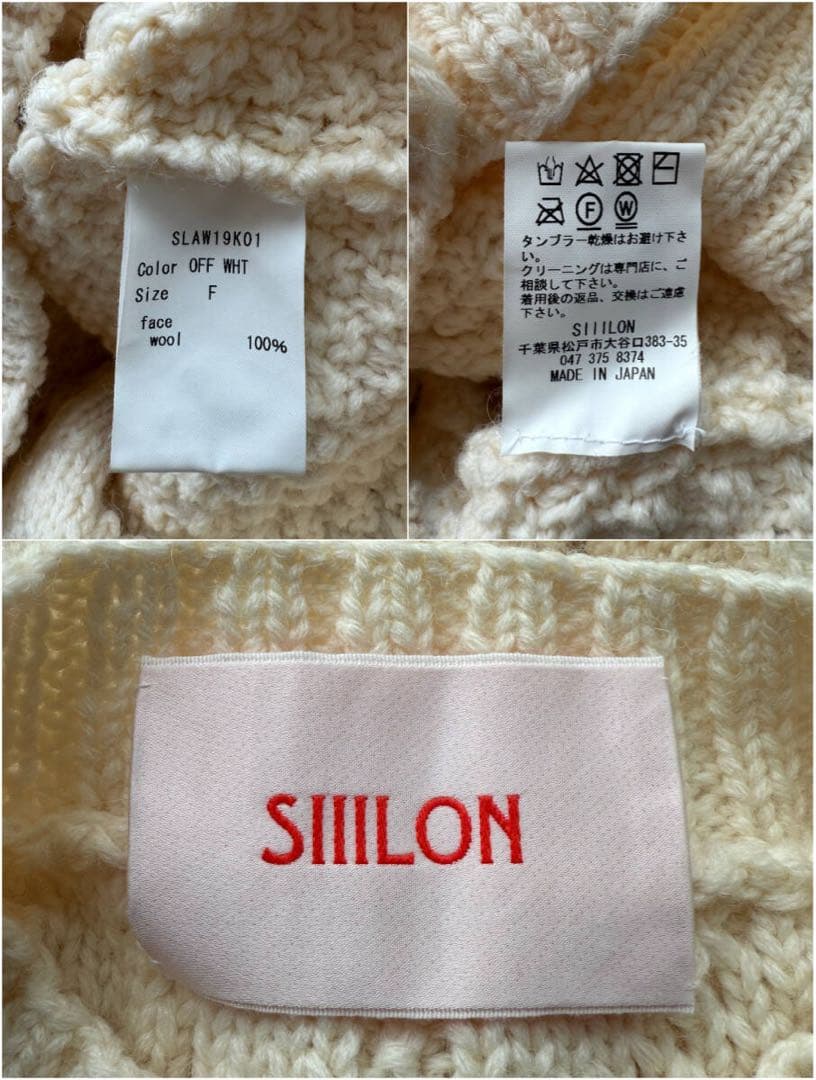 SLAW19K01
Color OFF WHT
Size F
face
wool 100%
F W
タンブラー乾燥はお避け下さ
い。
クリーニングは専門店に、ご
相談して下さい。
着用後の返品、交換はご遠慮
下さい。
SIIILON
千葉県松戸市大谷口383-35
047 375 8374
MADE IN JAPAN
SIIILON